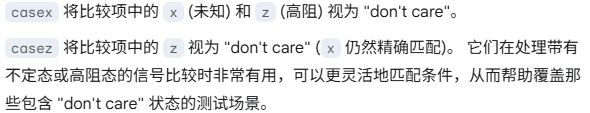 casex 将比较项中的 x (未知) 和 z (高阻) 视为 "don't care"。
casez 将比较项中的 z 视为 "don't care" ( x 仍然精确匹配)。 它们在处理带有
不定态或高阻态的信号比较时非常有用，可以更灵活地匹配条件，从而帮助覆盖那
些包含 "don't care" 状态的测试场景。